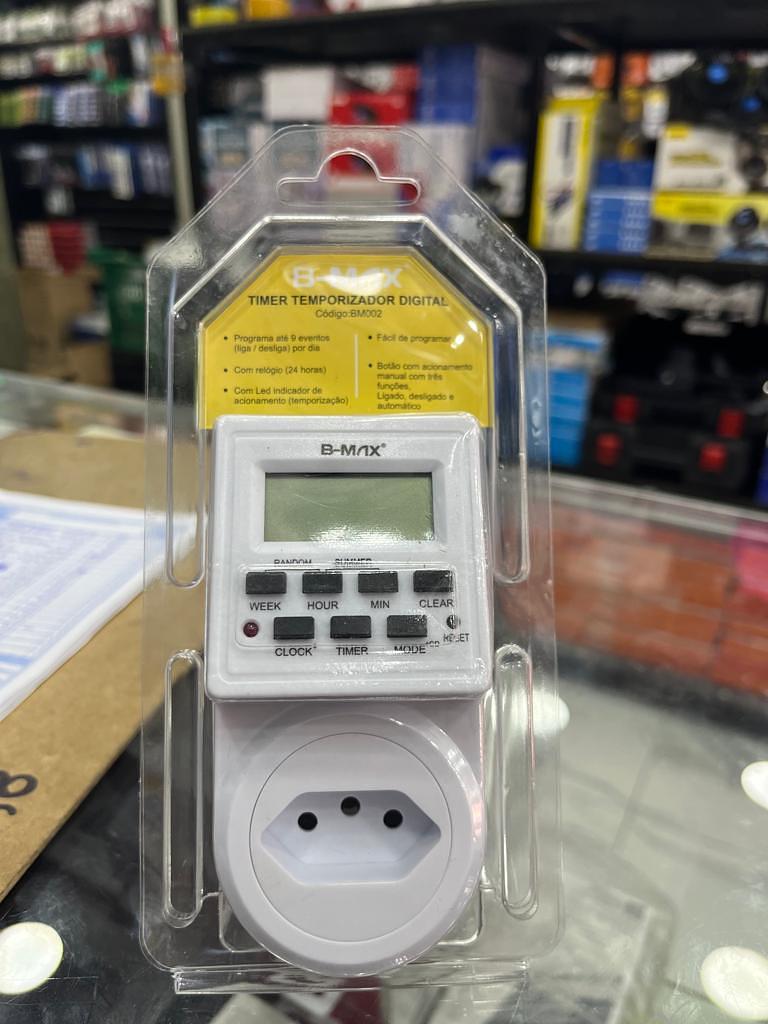 B-MAX
TIMER TEMPORIZADOR DIGITAL
Código:BM002
• Programa até 9 eventos
(liga / desliga) por dia
• Com relógio (24 horas)
• Com Led indicador de
acionamento (temporização)
• Fácil de programar
• Botão com acionamento
manual com três
funções,
Ligado, desligado e
automático
B-MAX®
RANDOM SUMMER
WEEK HOUR MIN CLEAR
CLOCK TIMER MODE RESET